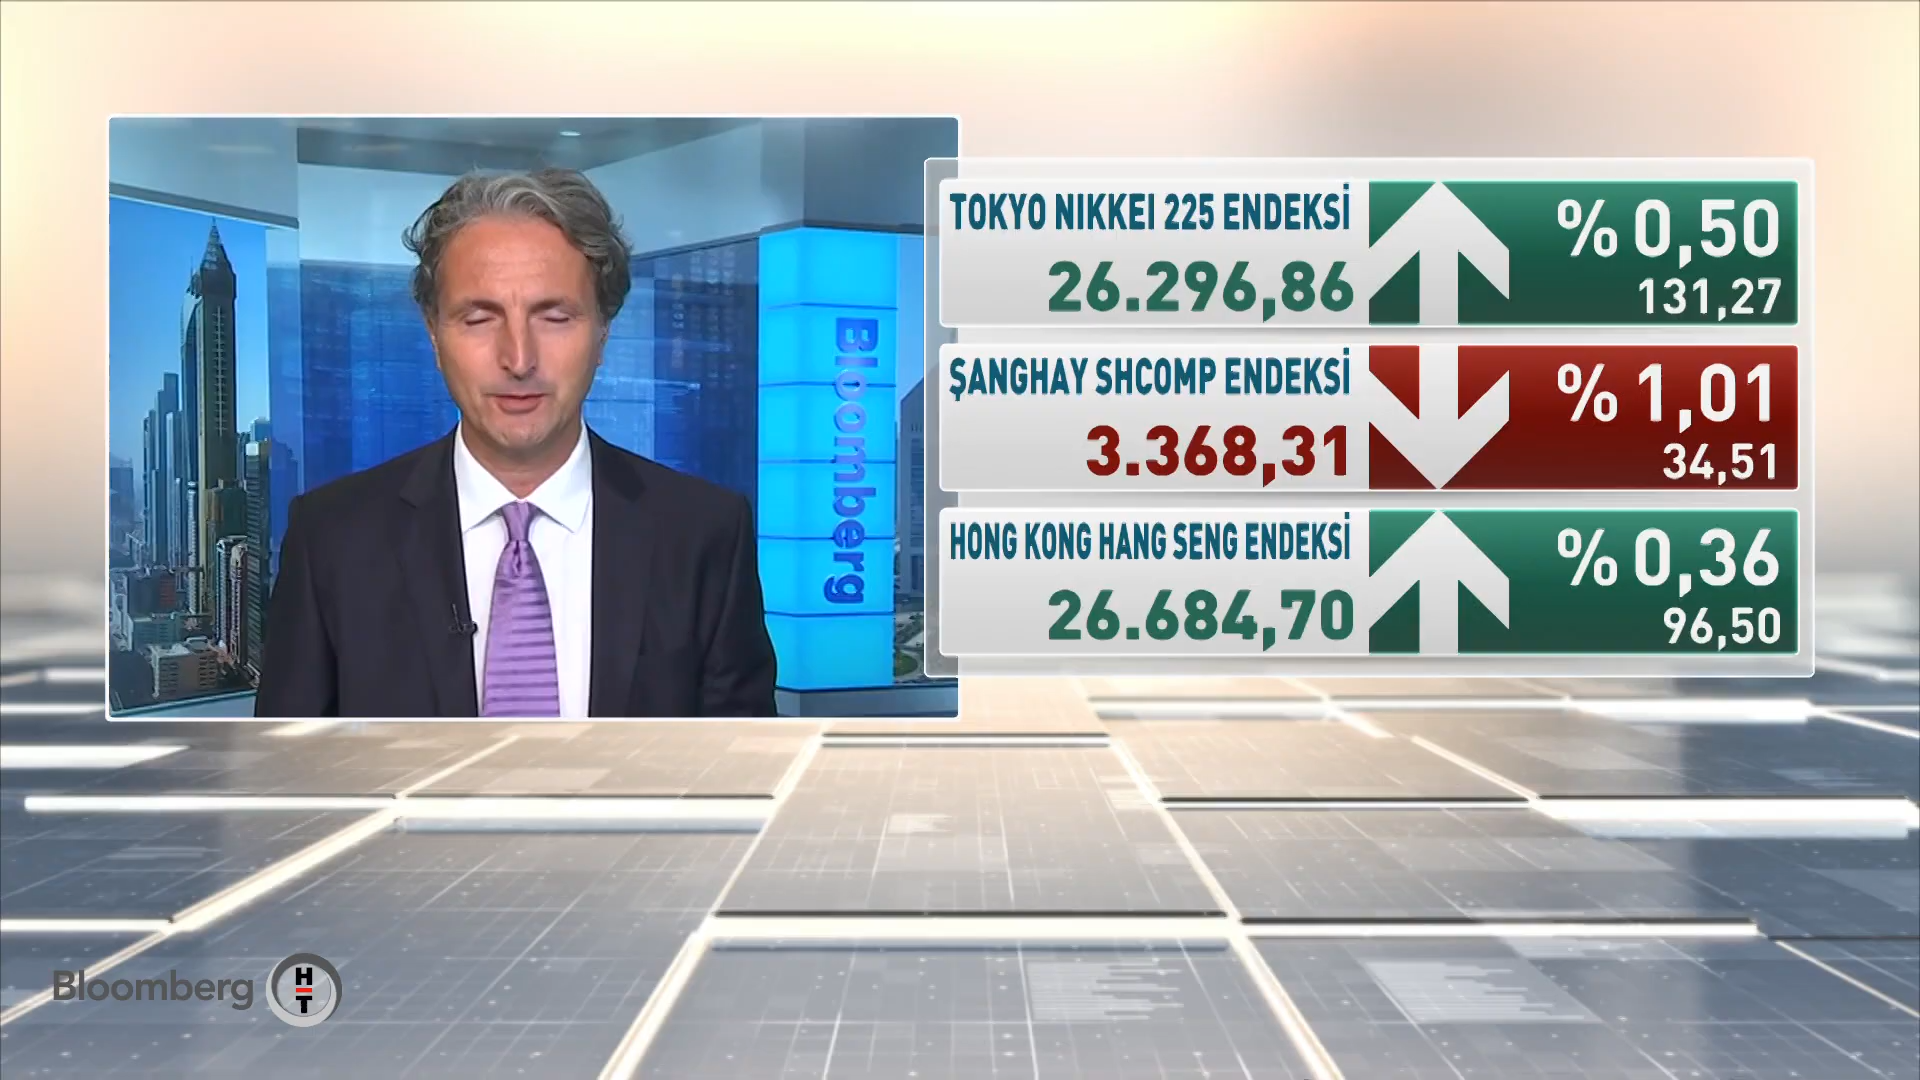 Bloomberg
TOKYO NIKKEI 225 ENDEKSİ
26.296,86
% 0,50
131,27
ŞANGHAY SHCOMP ENDEKSİ
3.368,31
% 1,01
34,51
HONG KONG HANG SENG ENDEKSİ
26.684,70
% 0,36
96,50
Bloomberg HT